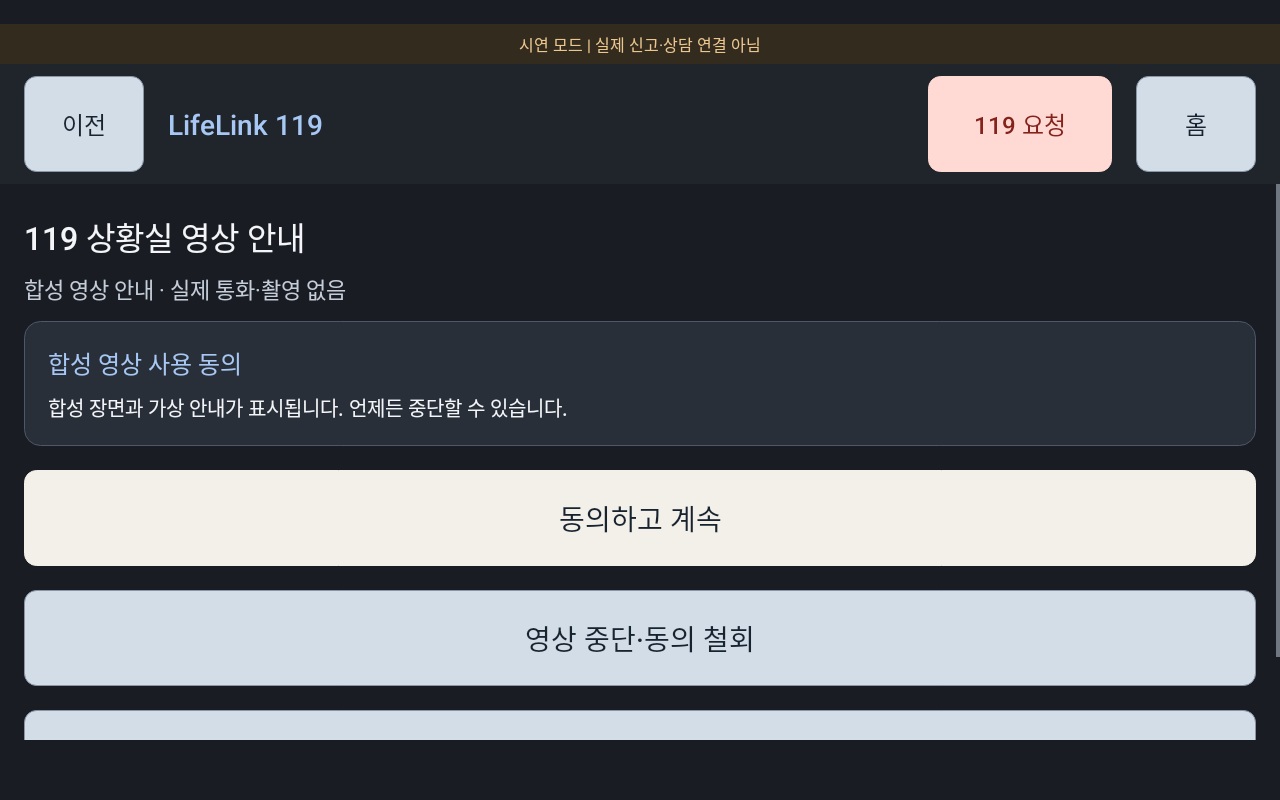 시연 모드 | 실제 신고·상담 연결 아님
이전
LifeLink 119
119 요청
홈
119 상황실 영상 안내
합성 영상 안내 · 실제 통화·촬영 없음
합성 영상 사용 동의
합성 장면과 가상 안내가 표시됩니다. 언제든 중단할 수 있습니다.
동의하고 계속
영상 중단·동의 철회